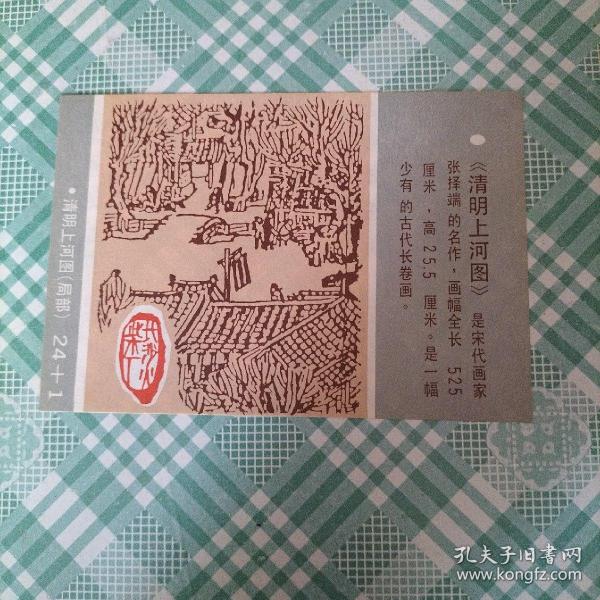 《清明上河图》 是宋代画家
张择端 的名作，画幅全长 525
厘米 ，高 25.5 厘米。是一幅
少有 的古代长卷画。
•清明上河图(局部) 24+1
孔夫子旧书网
www.kongfz.com